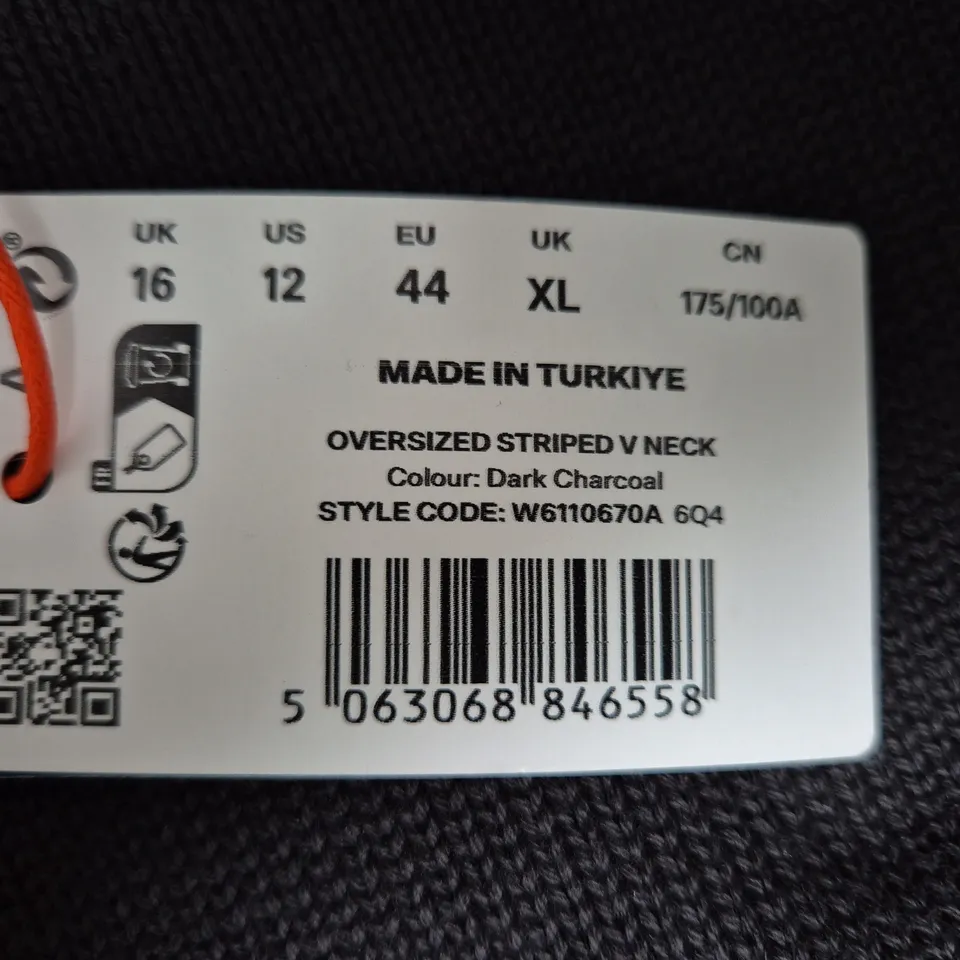 UK US EU UK CN
16 12 44 XL 175/100A
MADE IN TURKIYE
OVERSIZED STRIPED V NECK
Colour: Dark Charcoal
STYLE CODE: W6110670A 6Q4
FR
5 063068 846558